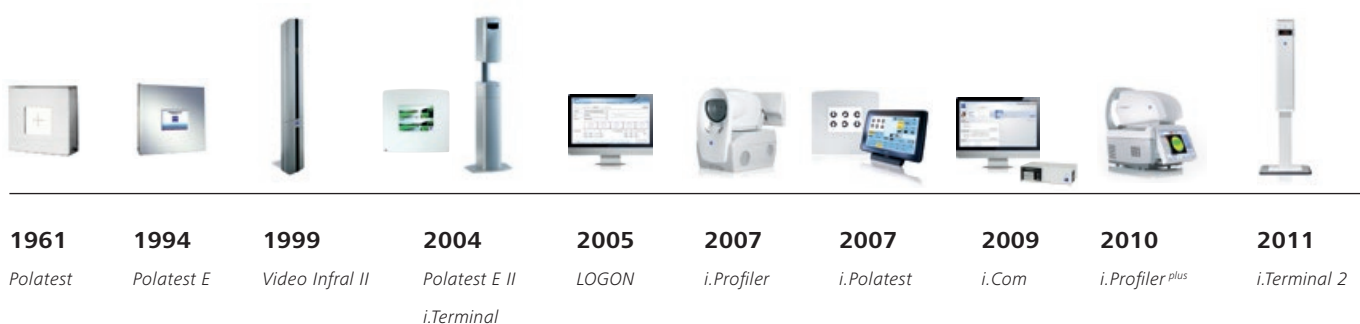 1961
Polatest
1994
Polatest E
1999
Video Infral II
2004
Polatest E II
i.Terminal
2005
LOGON
2007
i.Profiler
2007
i.Polatest
2009
i.Com
2010
i.Profiler plus
2011
i.Terminal 2